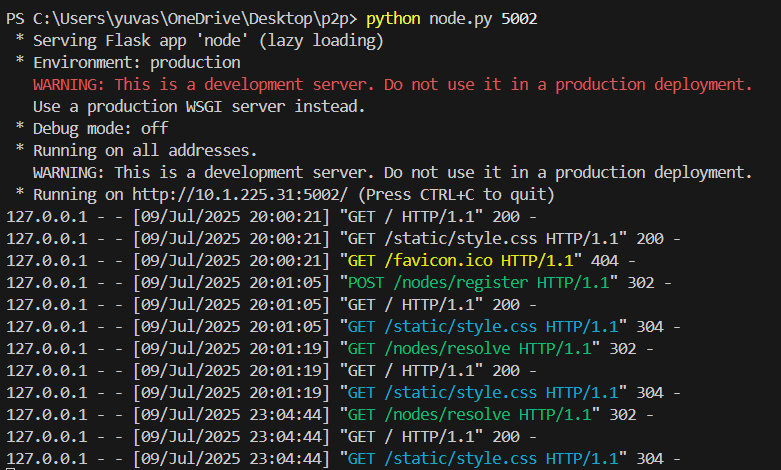 PS C:\Users\yuvas\OneDrive\Desktop\p2p> python node.py 5002
 * Serving Flask app 'node' (lazy loading)
 * Environment: production
   WARNING: This is a development server. Do not use it in a production deployment.
   Use a production WSGI server instead.
 * Debug mode: off
 * Running on all addresses.
   WARNING: This is a development server. Do not use it in a production deployment.
 * Running on http://10.1.225.31:5002/ (Press CTRL+C to quit)
127.0.0.1 - - [09/Jul/2025 20:00:21] "GET / HTTP/1.1" 200 -
127.0.0.1 - - [09/Jul/2025 20:00:21] "GET /static/style.css HTTP/1.1" 200 -
127.0.0.1 - - [09/Jul/2025 20:00:21] "GET /favicon.ico HTTP/1.1" 404 -
127.0.0.1 - - [09/Jul/2025 20:01:05] "POST /nodes/register HTTP/1.1" 302 -
127.0.0.1 - - [09/Jul/2025 20:01:05] "GET / HTTP/1.1" 200 -
127.0.0.1 - - [09/Jul/2025 20:01:05] "GET /static/style.css HTTP/1.1" 304 -
127.0.0.1 - - [09/Jul/2025 20:01:19] "GET /nodes/resolve HTTP/1.1" 302 -
127.0.0.1 - - [09/Jul/2025 20:01:19] "GET / HTTP/1.1" 200 -
127.0.0.1 - - [09/Jul/2025 20:01:19] "GET /static/style.css HTTP/1.1" 304 -
127.0.0.1 - - [09/Jul/2025 23:04:44] "GET /nodes/resolve HTTP/1.1" 302 -
127.0.0.1 - - [09/Jul/2025 23:04:44] "GET / HTTP/1.1" 200 -
127.0.0.1 - - [09/Jul/2025 23:04:44] "GET /static/style.css HTTP/1.1" 304 -